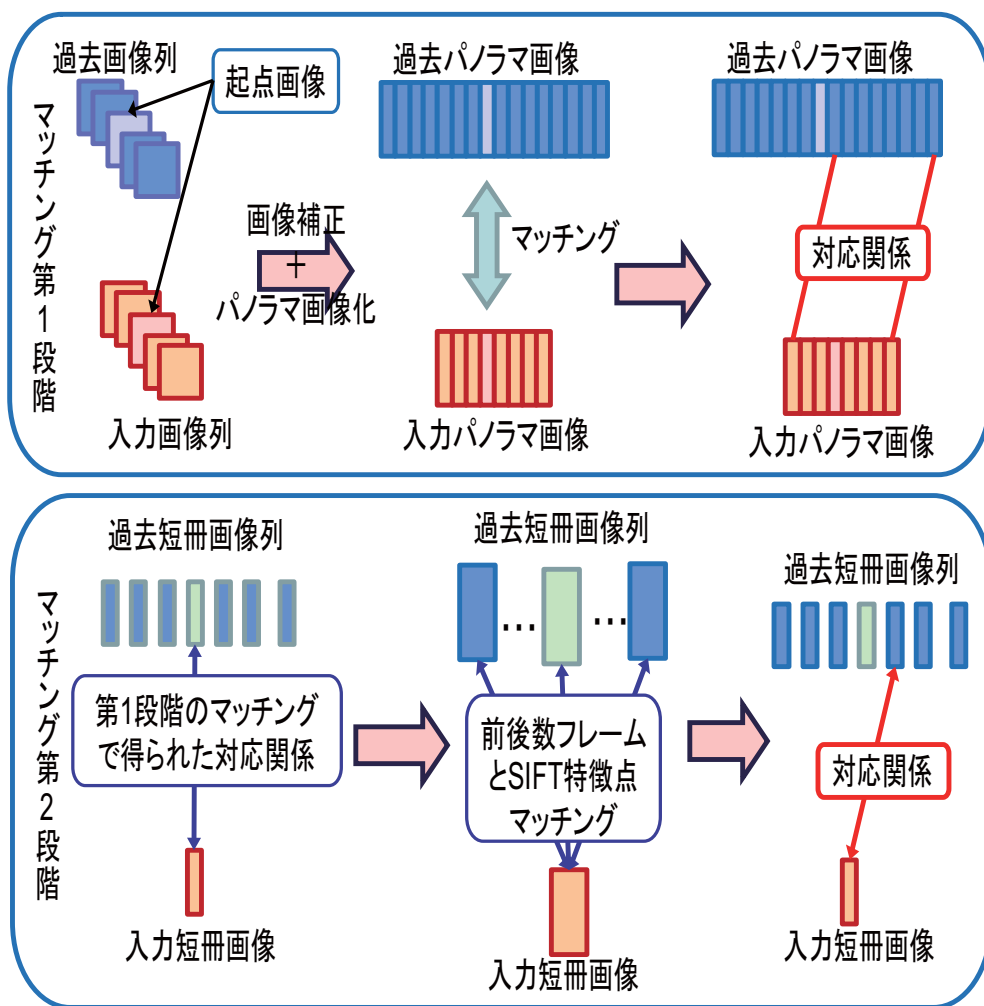 マッチング第1段階
過去画像列
起点画像
画像補正
+
パノラマ画像化
入力画像列
過去パノラマ画像
マッチング
入力パノラマ画像
過去パノラマ画像
対応関係
入力パノラマ画像
マッチング第2段階
過去短冊画像列
第1段階のマッチング
で得られた対応関係
入力短冊画像
過去短冊画像列
...
...
前後数フレーム
とSIFT特徴点
マッチング
入力短冊画像
過去短冊画像列
対応関係
入力短冊画像